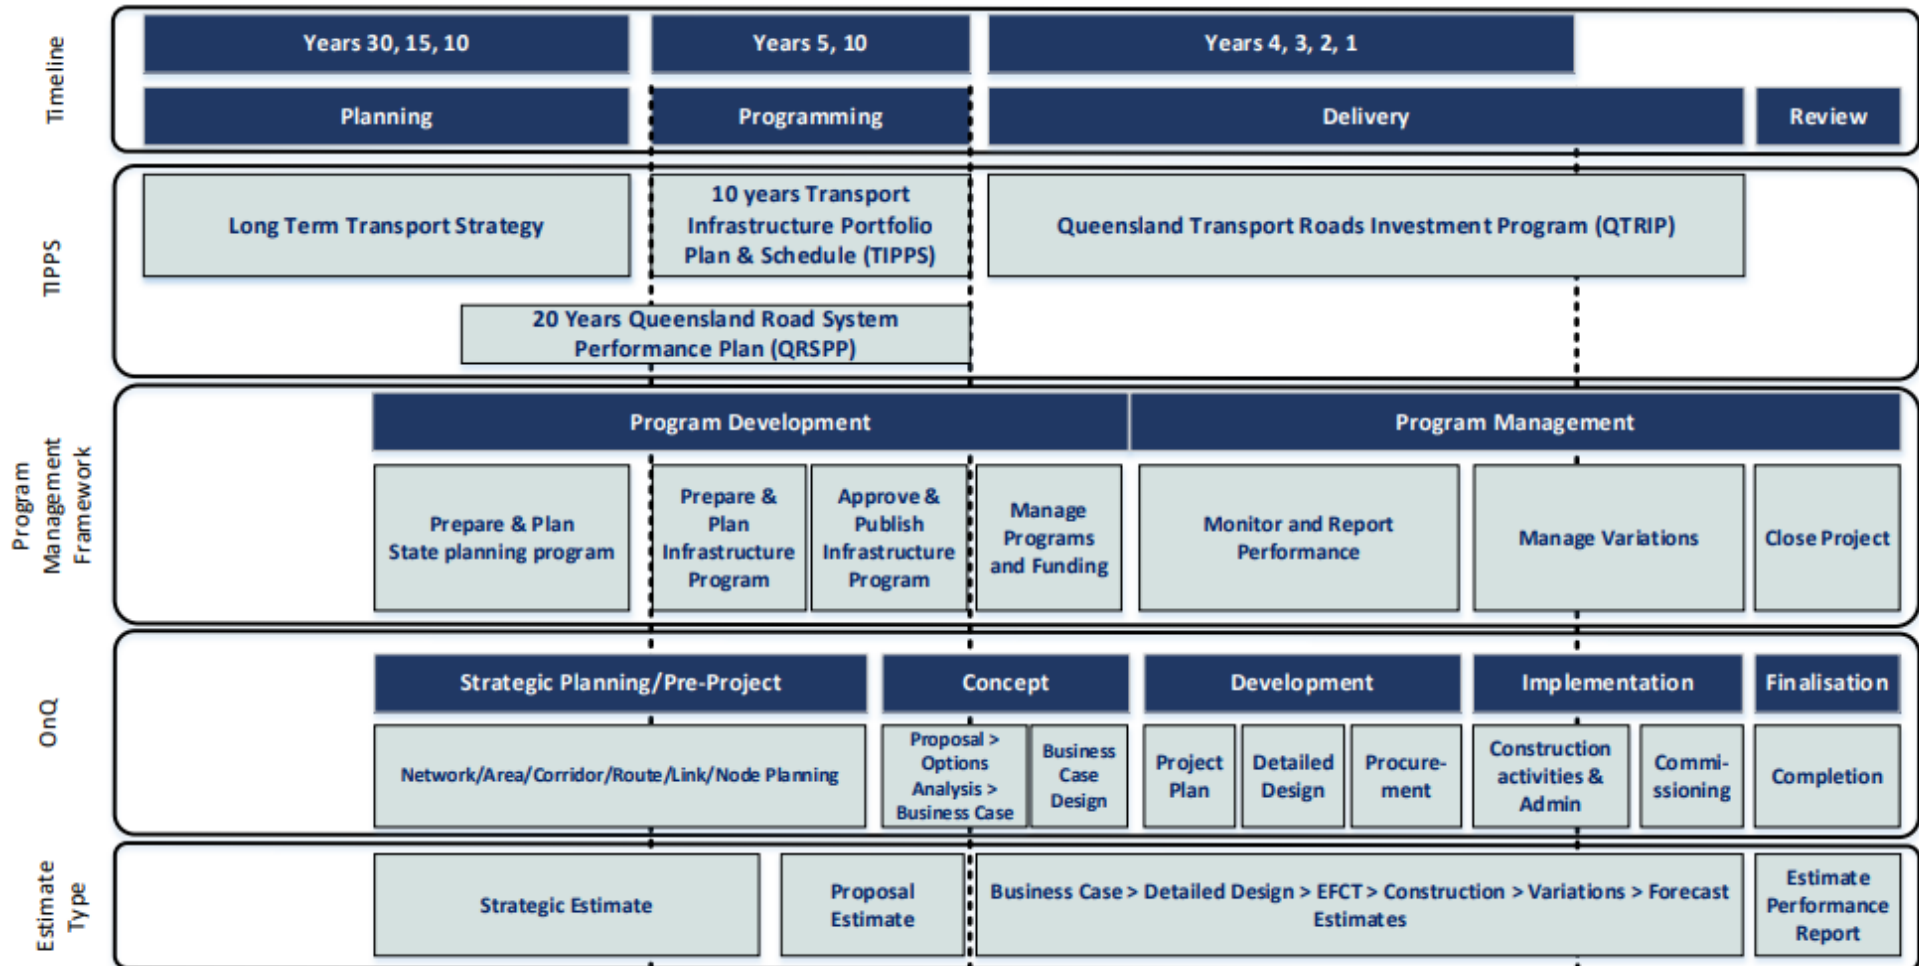 Timeline
Years 30, 15, 10
Years 5, 10
Years 4, 3, 2, 1
Planning
Programming
Delivery
Review
TIPPS
Long Term Transport Strategy
10 years Transport
Infrastructure Portfolio
Plan & Schedule (TIPPS)
Queensland Transport Roads Investment Program (QTRIP)
20 Years Queensland Road System
Performance Plan (QRSPP)
Program
Management
Framework
Program Development
Program Management
Prepare & Plan
State planning program
Prepare &
Plan
Infrastructure
Program
Approve &
Publish
Infrastructure
Program
Manage
Programs
and Funding
Monitor and Report
Performance
Manage Variations
Close Project
OnQ
Strategic Planning/Pre-Project
Concept
Development
Implementation
Finalisation
Network/Area/Corridor/Route/Link/Node Planning
Proposal >
Options
Analysis >
Business Case
Business
Case
Design
Project
Plan
Detailed
Design
Procure-
ment
Construction
activities &
Admin
Commi-
ssioning
Completion
Estimate
Type
Strategic Estimate
Proposal
Estimate
Business Case > Detailed Design > EFCT > Construction > Variations > Forecast
Estimates
Estimate
Performance
Report